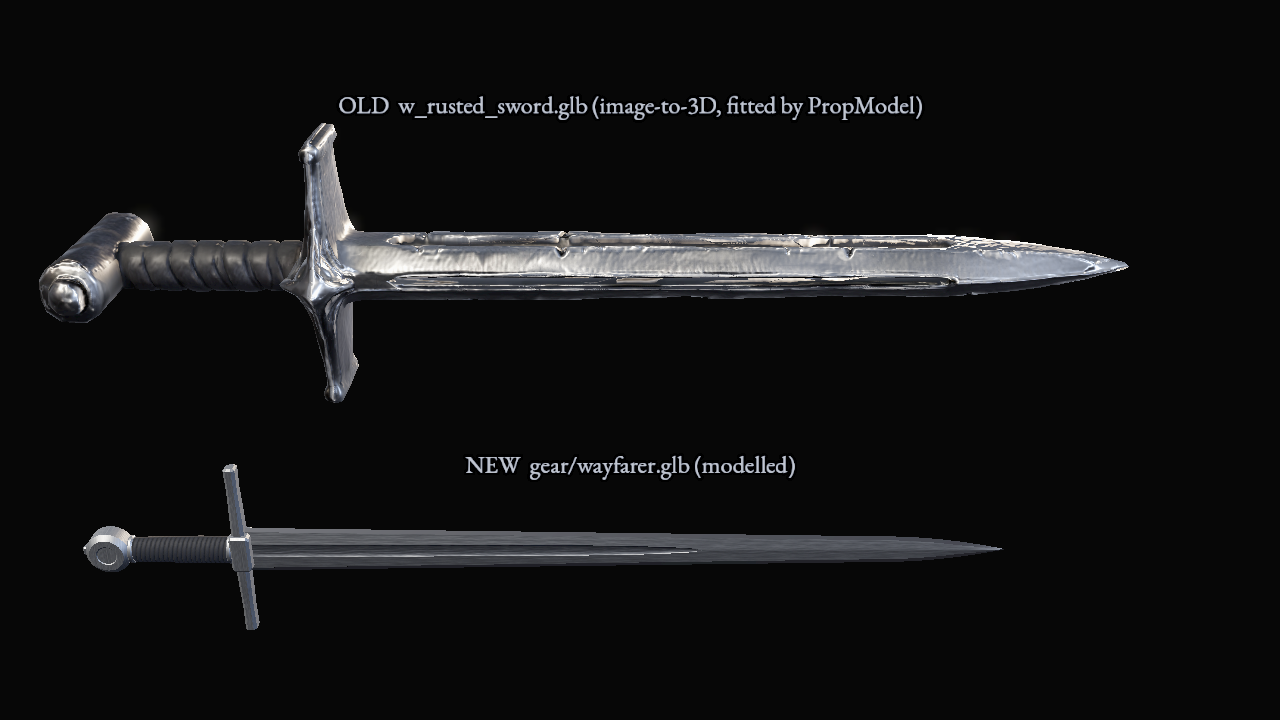 OLD w_rusted_sword.glb (image-to-3D, fitted by PropModel)
NEW gear/wayfarer.glb (modelled)